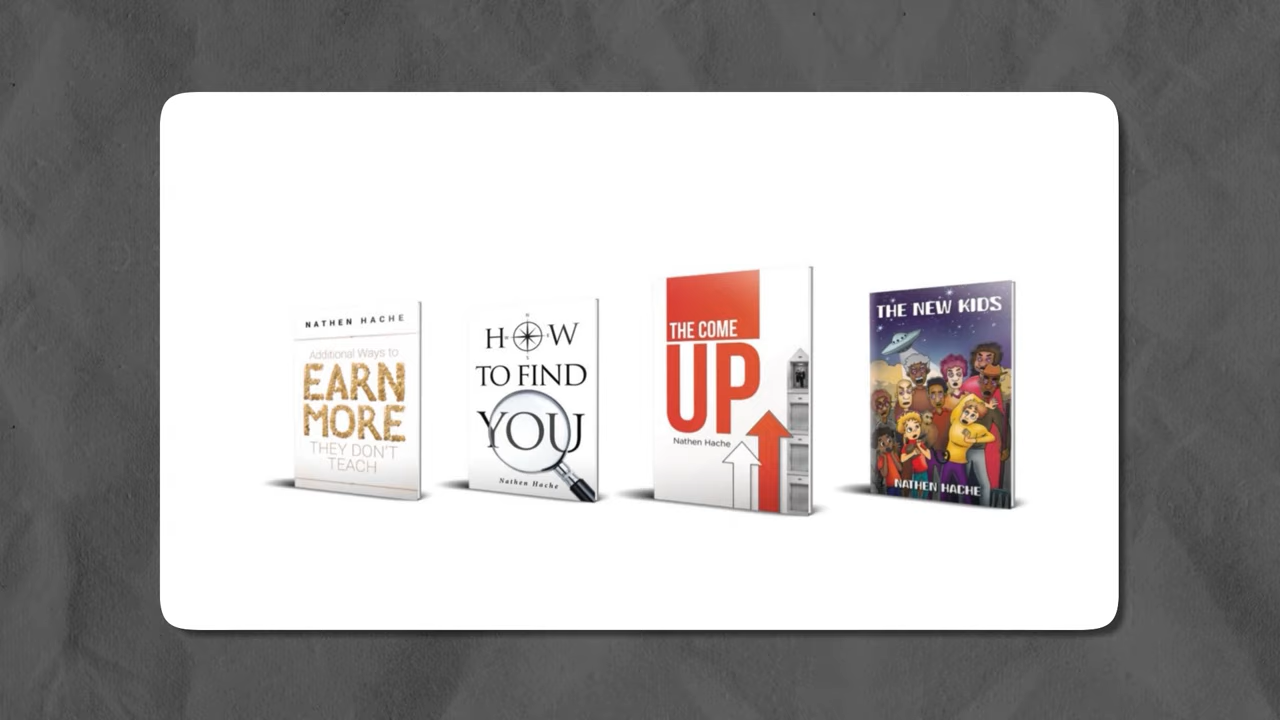 NATHEN HACHE
Additional Ways to
EARN
MORE
THEY DON'T
TEACH
HOW
TO FIND
YOU
Nathen Hache
THE COME
UP
Nathen Hache
THE NEW KIDS
NATHEN HACHE